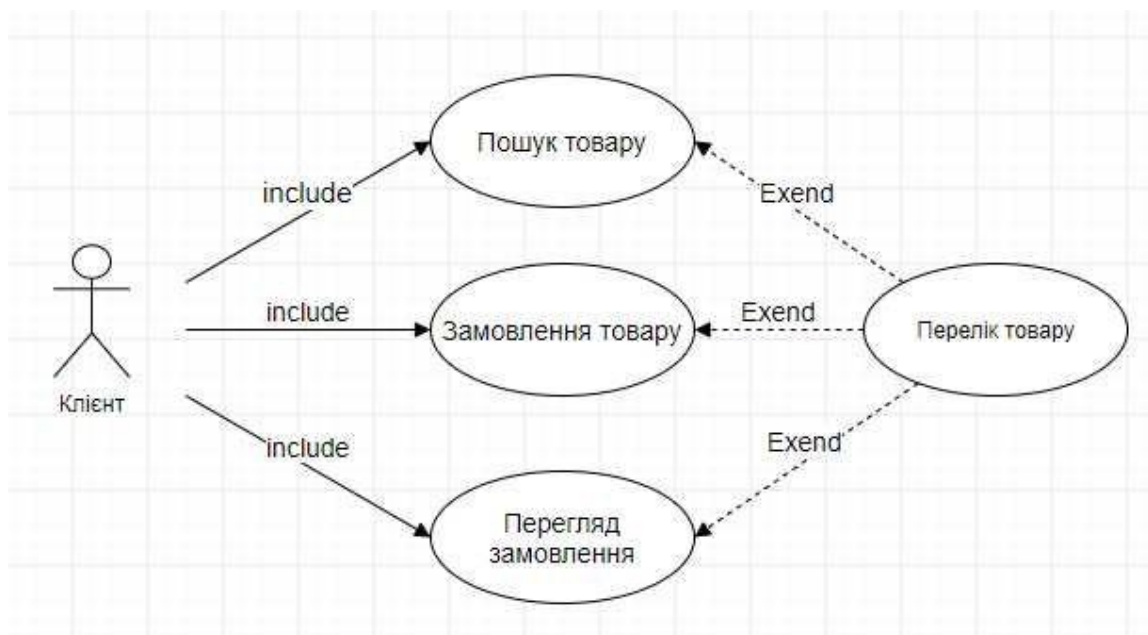 Пошук товару
include
Exend
include
Замовлення товару
Exend
Перелік товару
Клієнт
include
Exend
Перегляд
замовлення